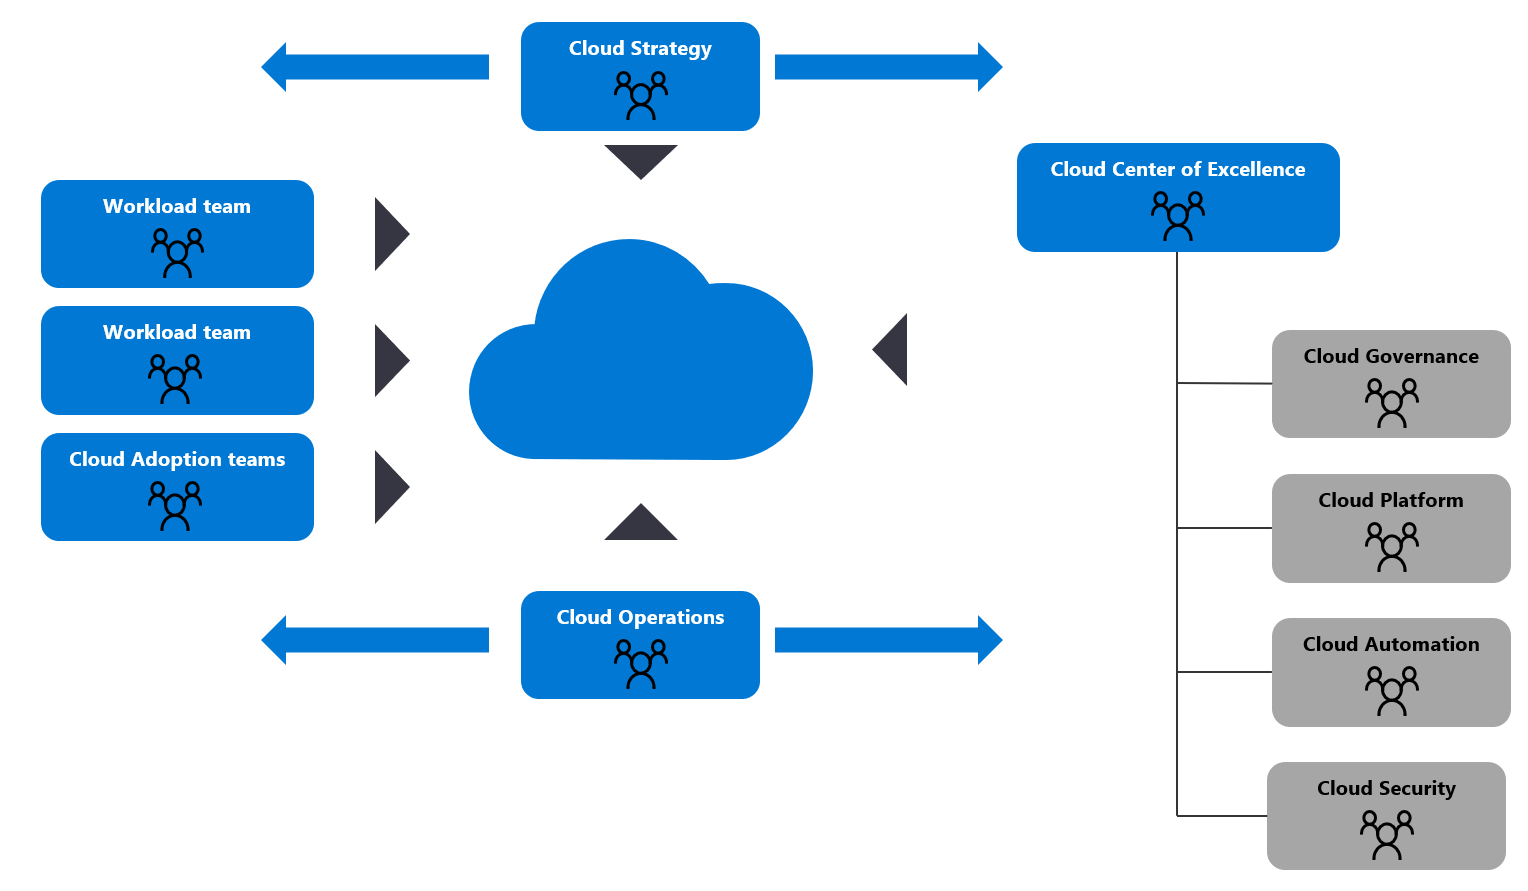 Cloud Strategy
Cloud Center of Excellence
Workload team
Workload team
Cloud Adoption teams
Cloud Governance
Cloud Platform
Cloud Operations
Cloud Automation
Cloud Security